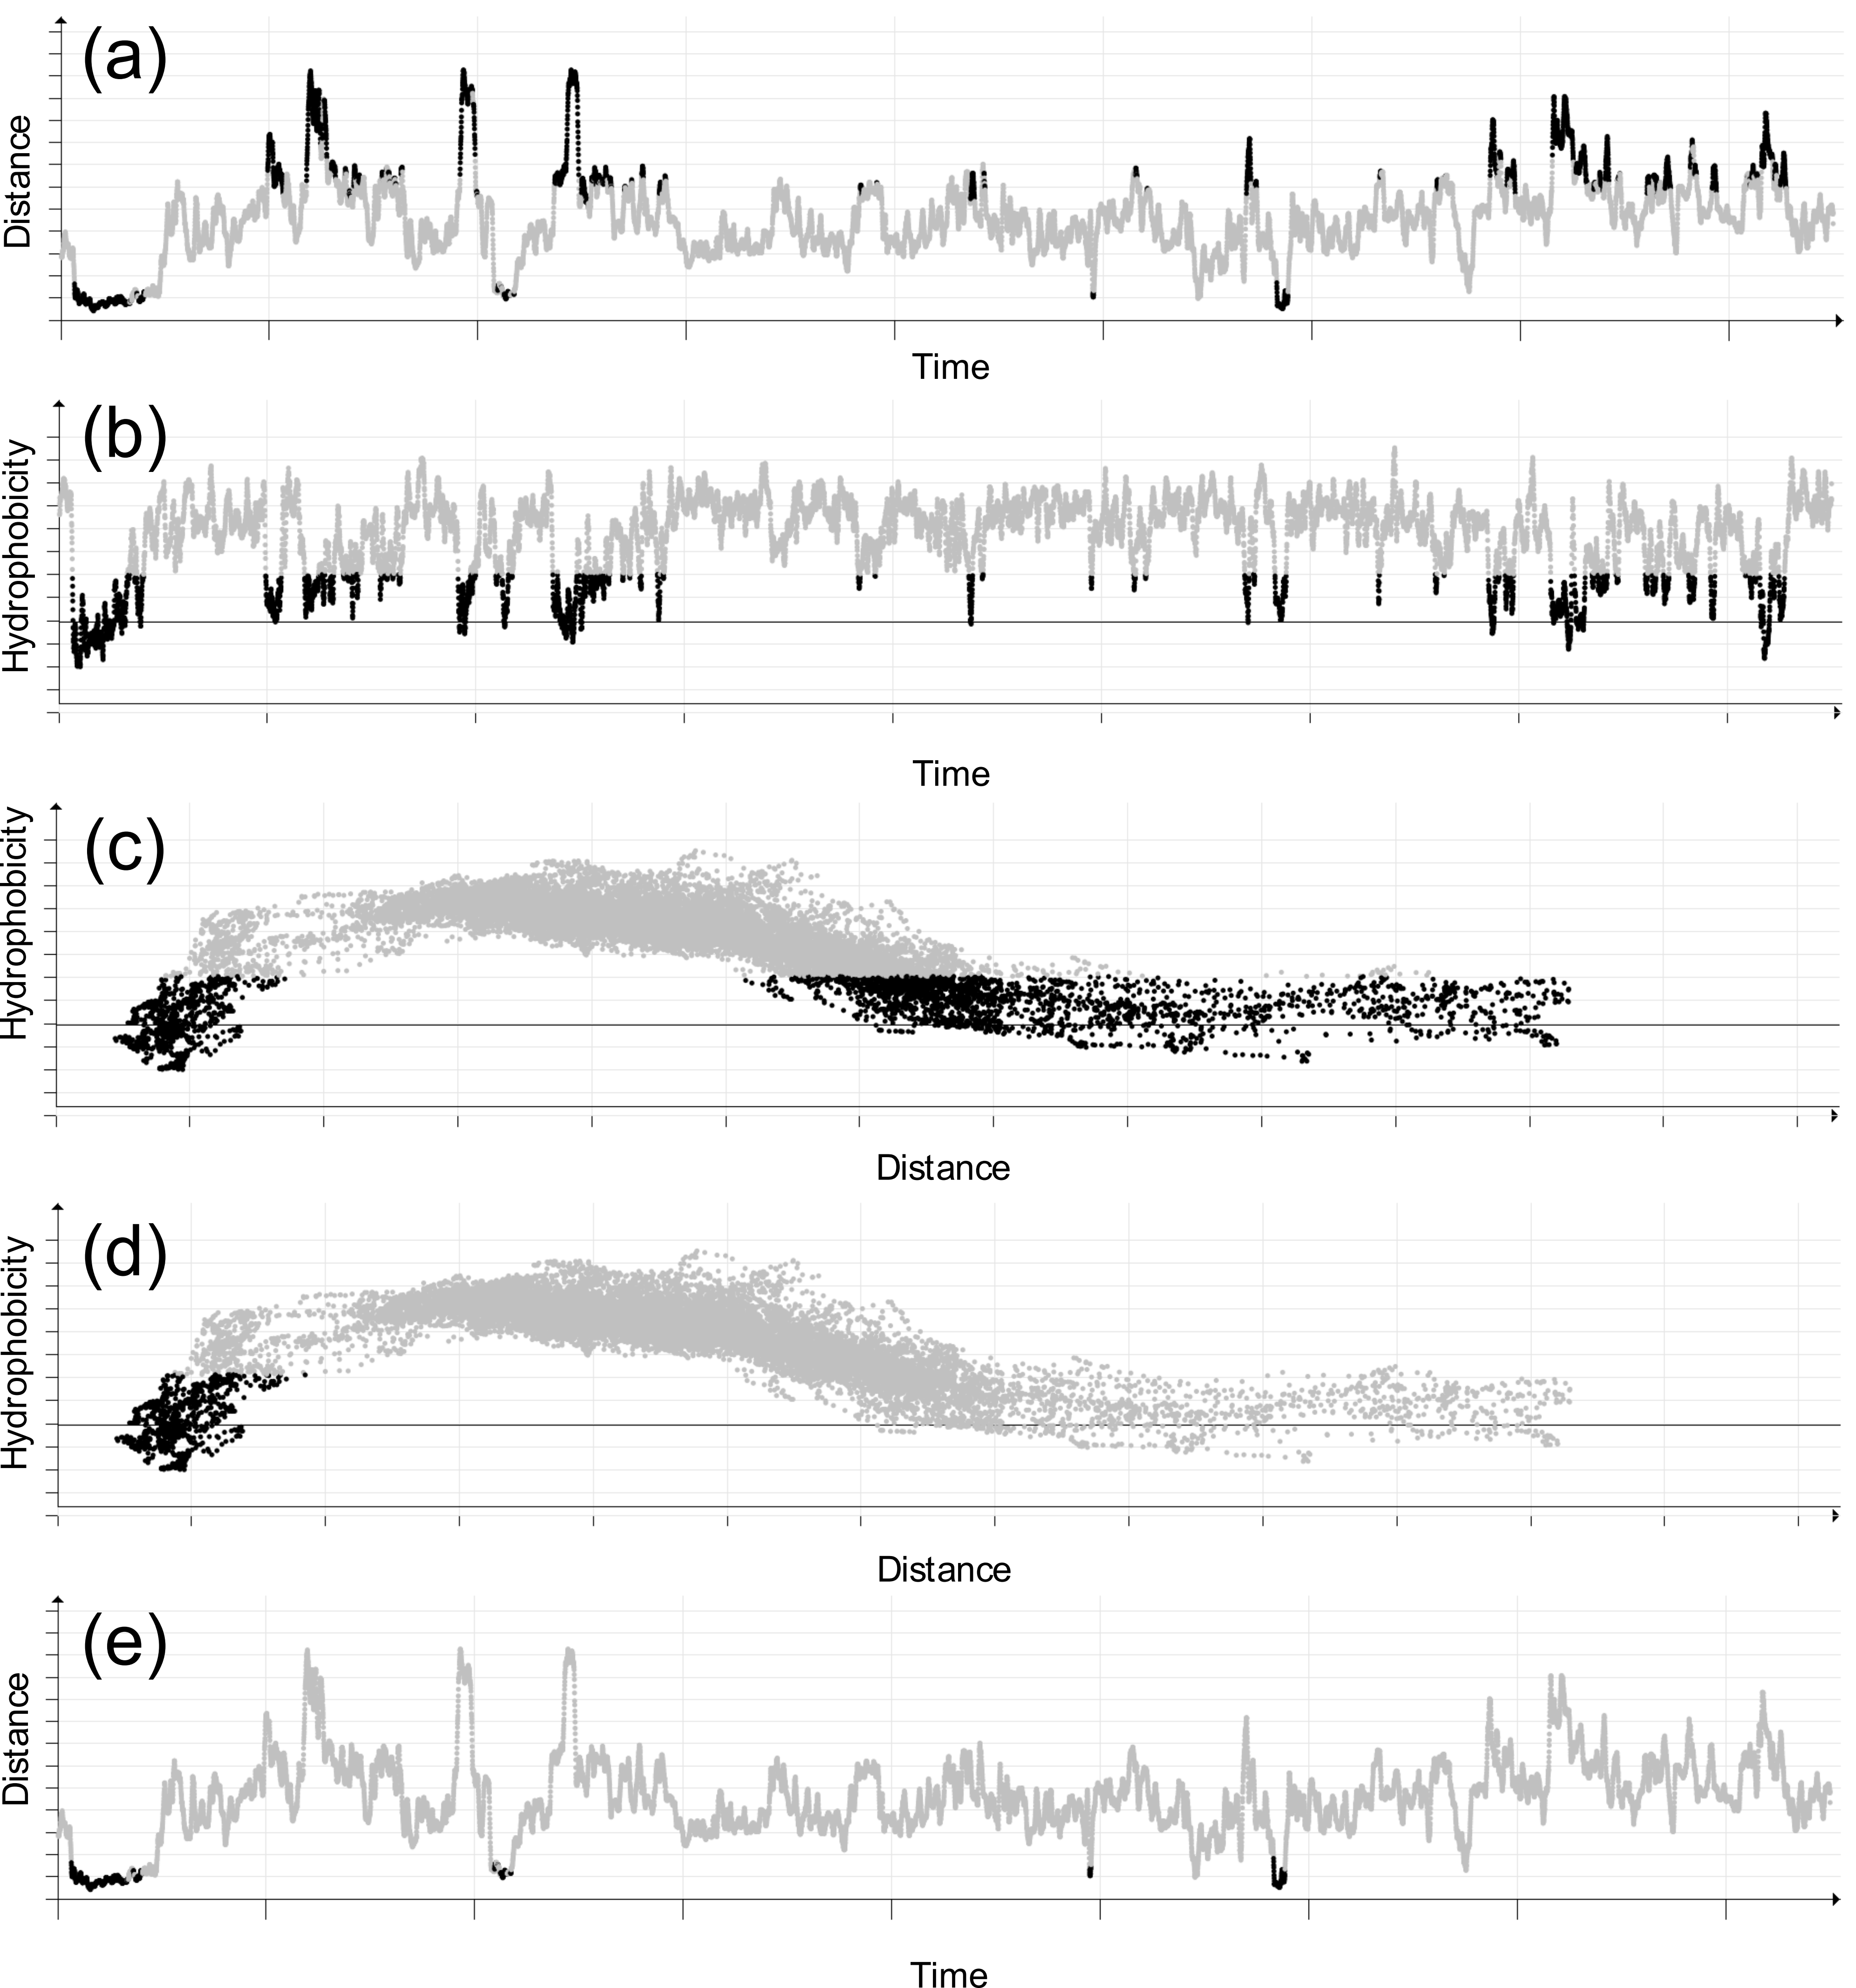 (a)
Distance
Time
(b)
Hydrophobicity
Time
(c)
Hydrophobicity
Distance
(d)
Hydrophobicity
Distance
(e)
Distance
Time